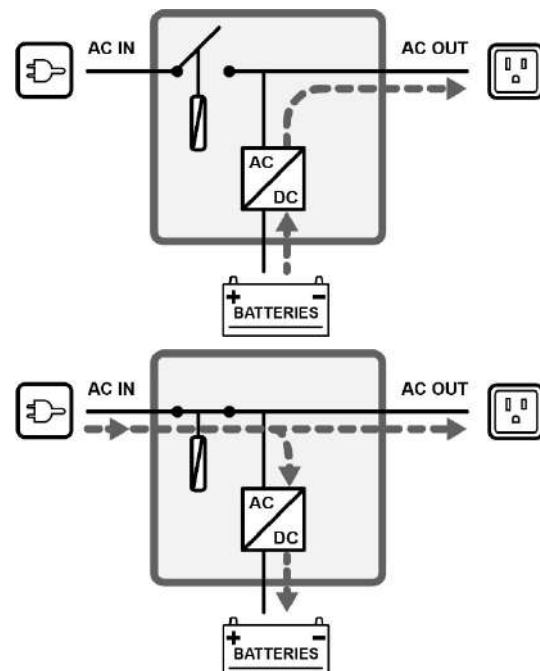 AC IN
AC OUT
AC
DC
+ -
BATTERIES
AC IN
AC OUT
AC
DC
+ -
BATTERIES